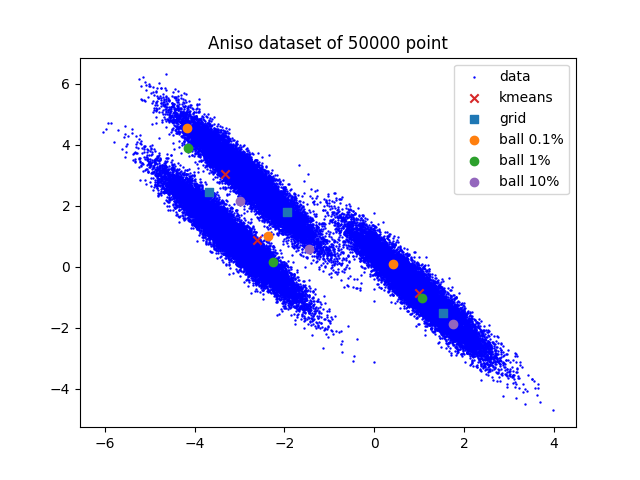 Aniso dataset of 50000 point
data
kmeans
grid
ball 0.1%
ball 1%
ball 10%
6
4
2
0
−2
−4
−6
−4
−2
0
2
4